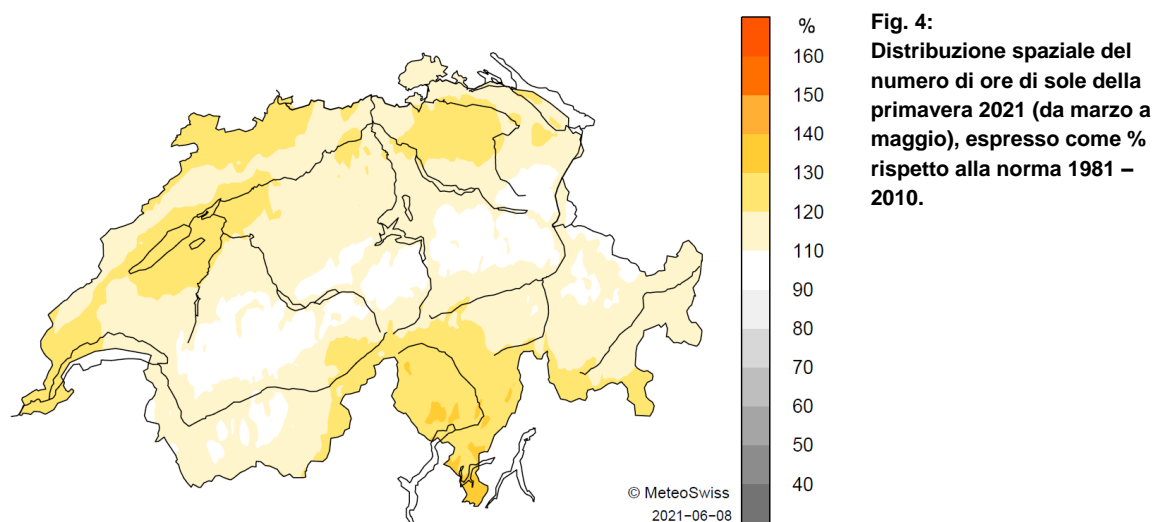 %
160
150
140
130
120
110
90
80
70
60
50
40
© MeteoSwiss
2021-06-08
Fig. 4:
Distribuzione spaziale del
numero di ore di sole della
primavera 2021 (da marzo a
maggio), espresso come %
rispetto alla norma 1981 –
2010.